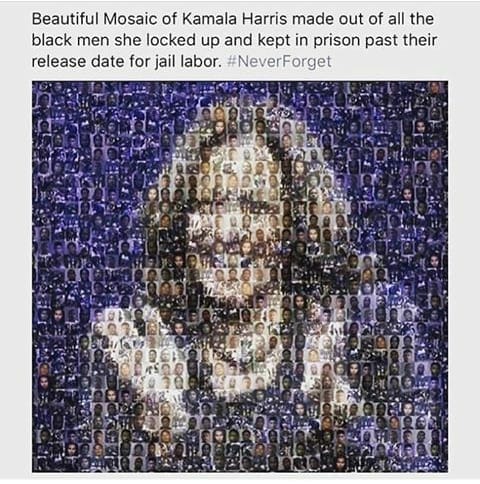 Beautiful Mosaic of Kamala Harris made out of all the
black men she locked up and kept in prison past their
release date for jail labor. #NeverForget